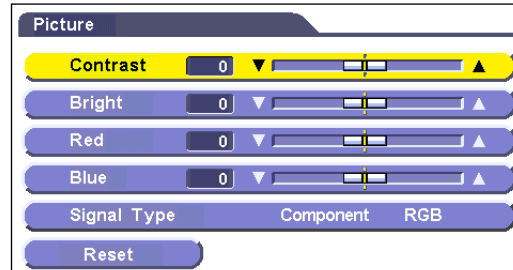 Picture
Contrast 0 ▼ ▲
Bright 0 ▼ ▲
Red 0 ▼ ▲
Blue 0 ▼ ▲
Signal Type Component RGB
Reset